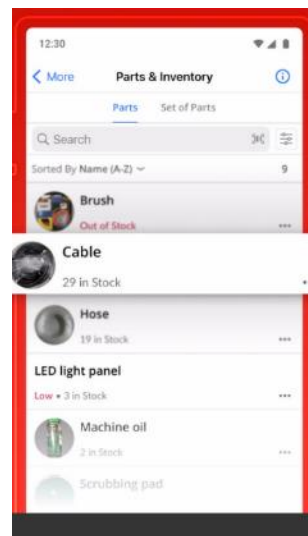 12:30
More
Parts & Inventory
Parts
Set of Parts
Search
Sorted By Name (A-Z)
9
Brush
Out of Stock
Cable
29 in Stock
Hose
19 in Stock
LED light panel
Low • 3 in Stock
Machine oil
2 in Stock
Scrubbing pad